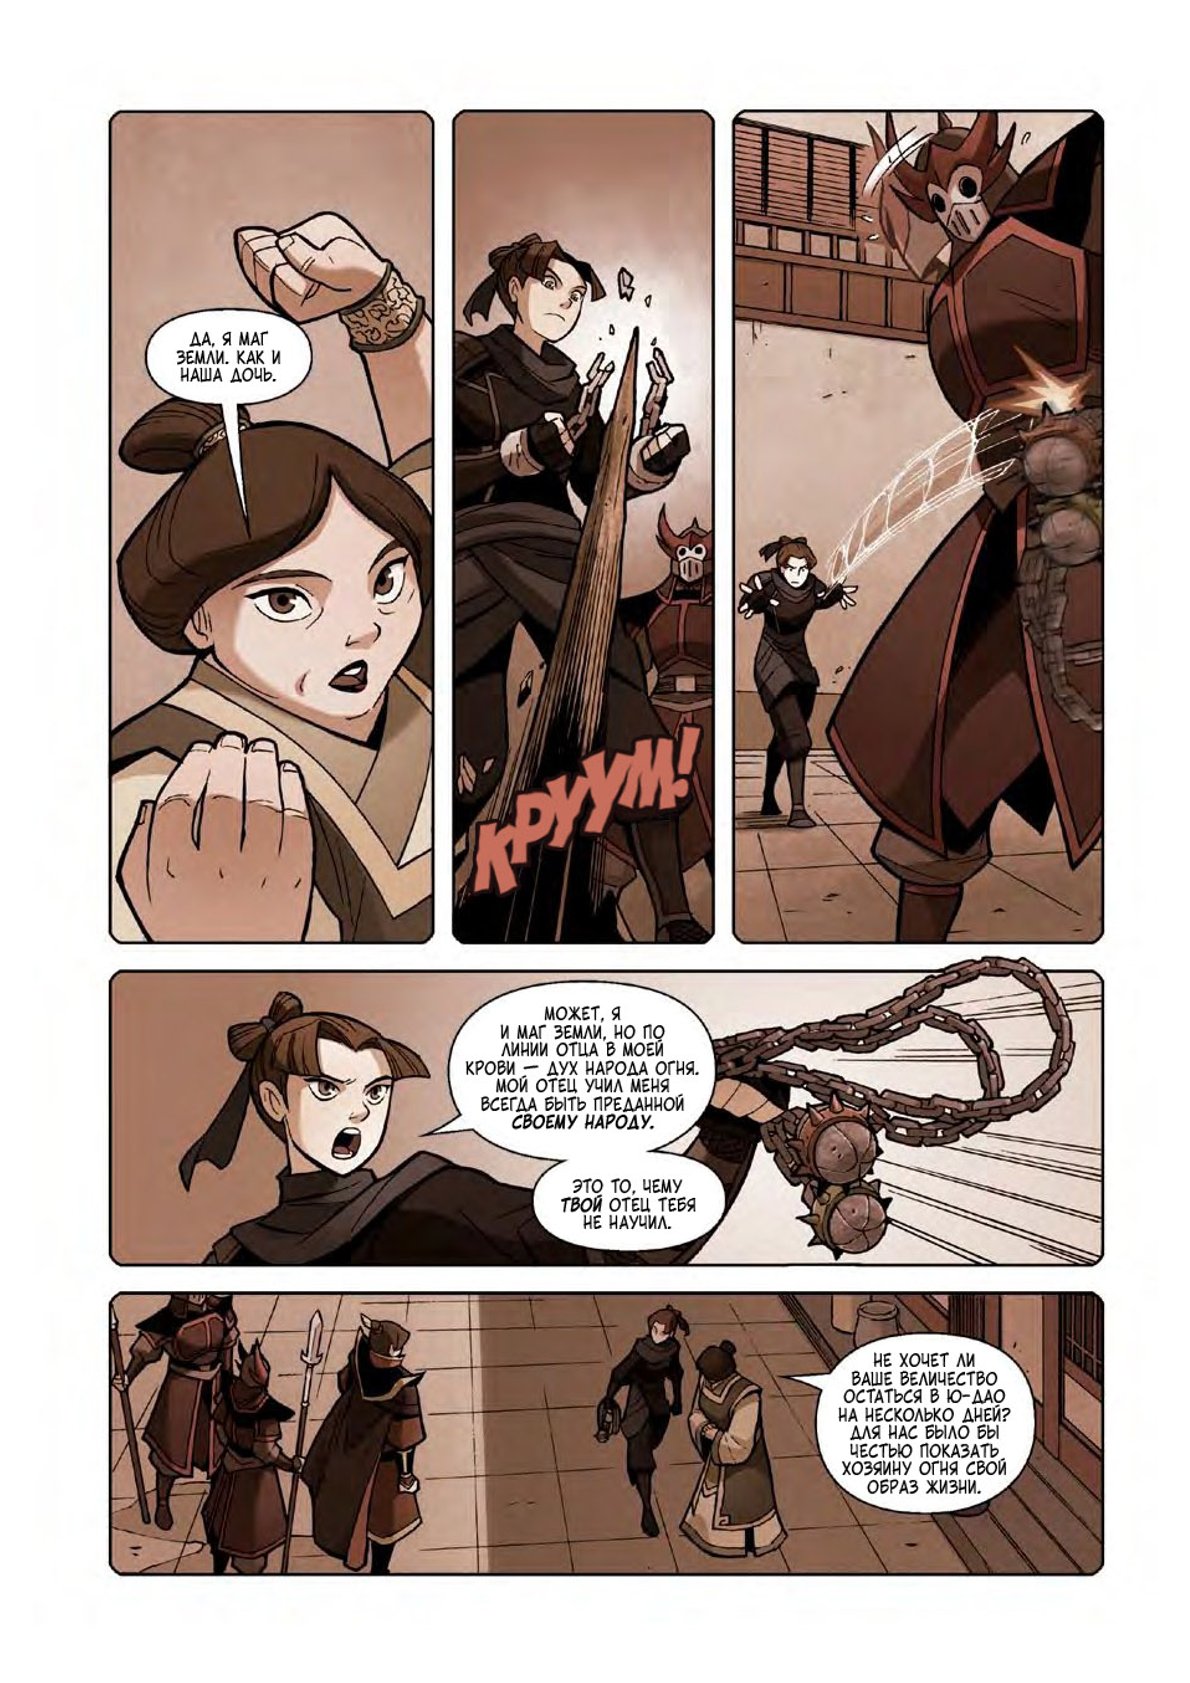 ДА, Я МАГ
ЗЕМЛИ. КАК И
НАША ДОЧЬ.
КРУУМ!
МОЖЕТ, Я
И МАГ ЗЕМЛИ, НО ПО
ЛИНИИ ОТЦА В МОЕЙ
КРОВИ — ДУХ НАРОДА ОГНЯ.
МОЙ ОТЕЦ УЧИЛ МЕНЯ
ВСЕГДА БЫТЬ ПРЕДАННОЙ
СВОЕМУ НАРОДУ.
ЭТО ТО, ЧЕМУ
ТВОЙ ОТЕЦ ТЕБЯ
НЕ НАУЧИЛ.
НЕ ХОЧЕТ ЛИ
ВАШЕ ВЕЛИЧЕСТВО
ОСТАТЬСЯ В Ю-ДАО
НА НЕСКОЛЬКО ДНЕЙ?
ДЛЯ НАС БЫЛО БЫ
ЧЕСТЬЮ ПОКАЗАТЬ
ХОЗЯИНУ ОГНЯ СВОЙ
ОБРАЗ ЖИЗНИ.